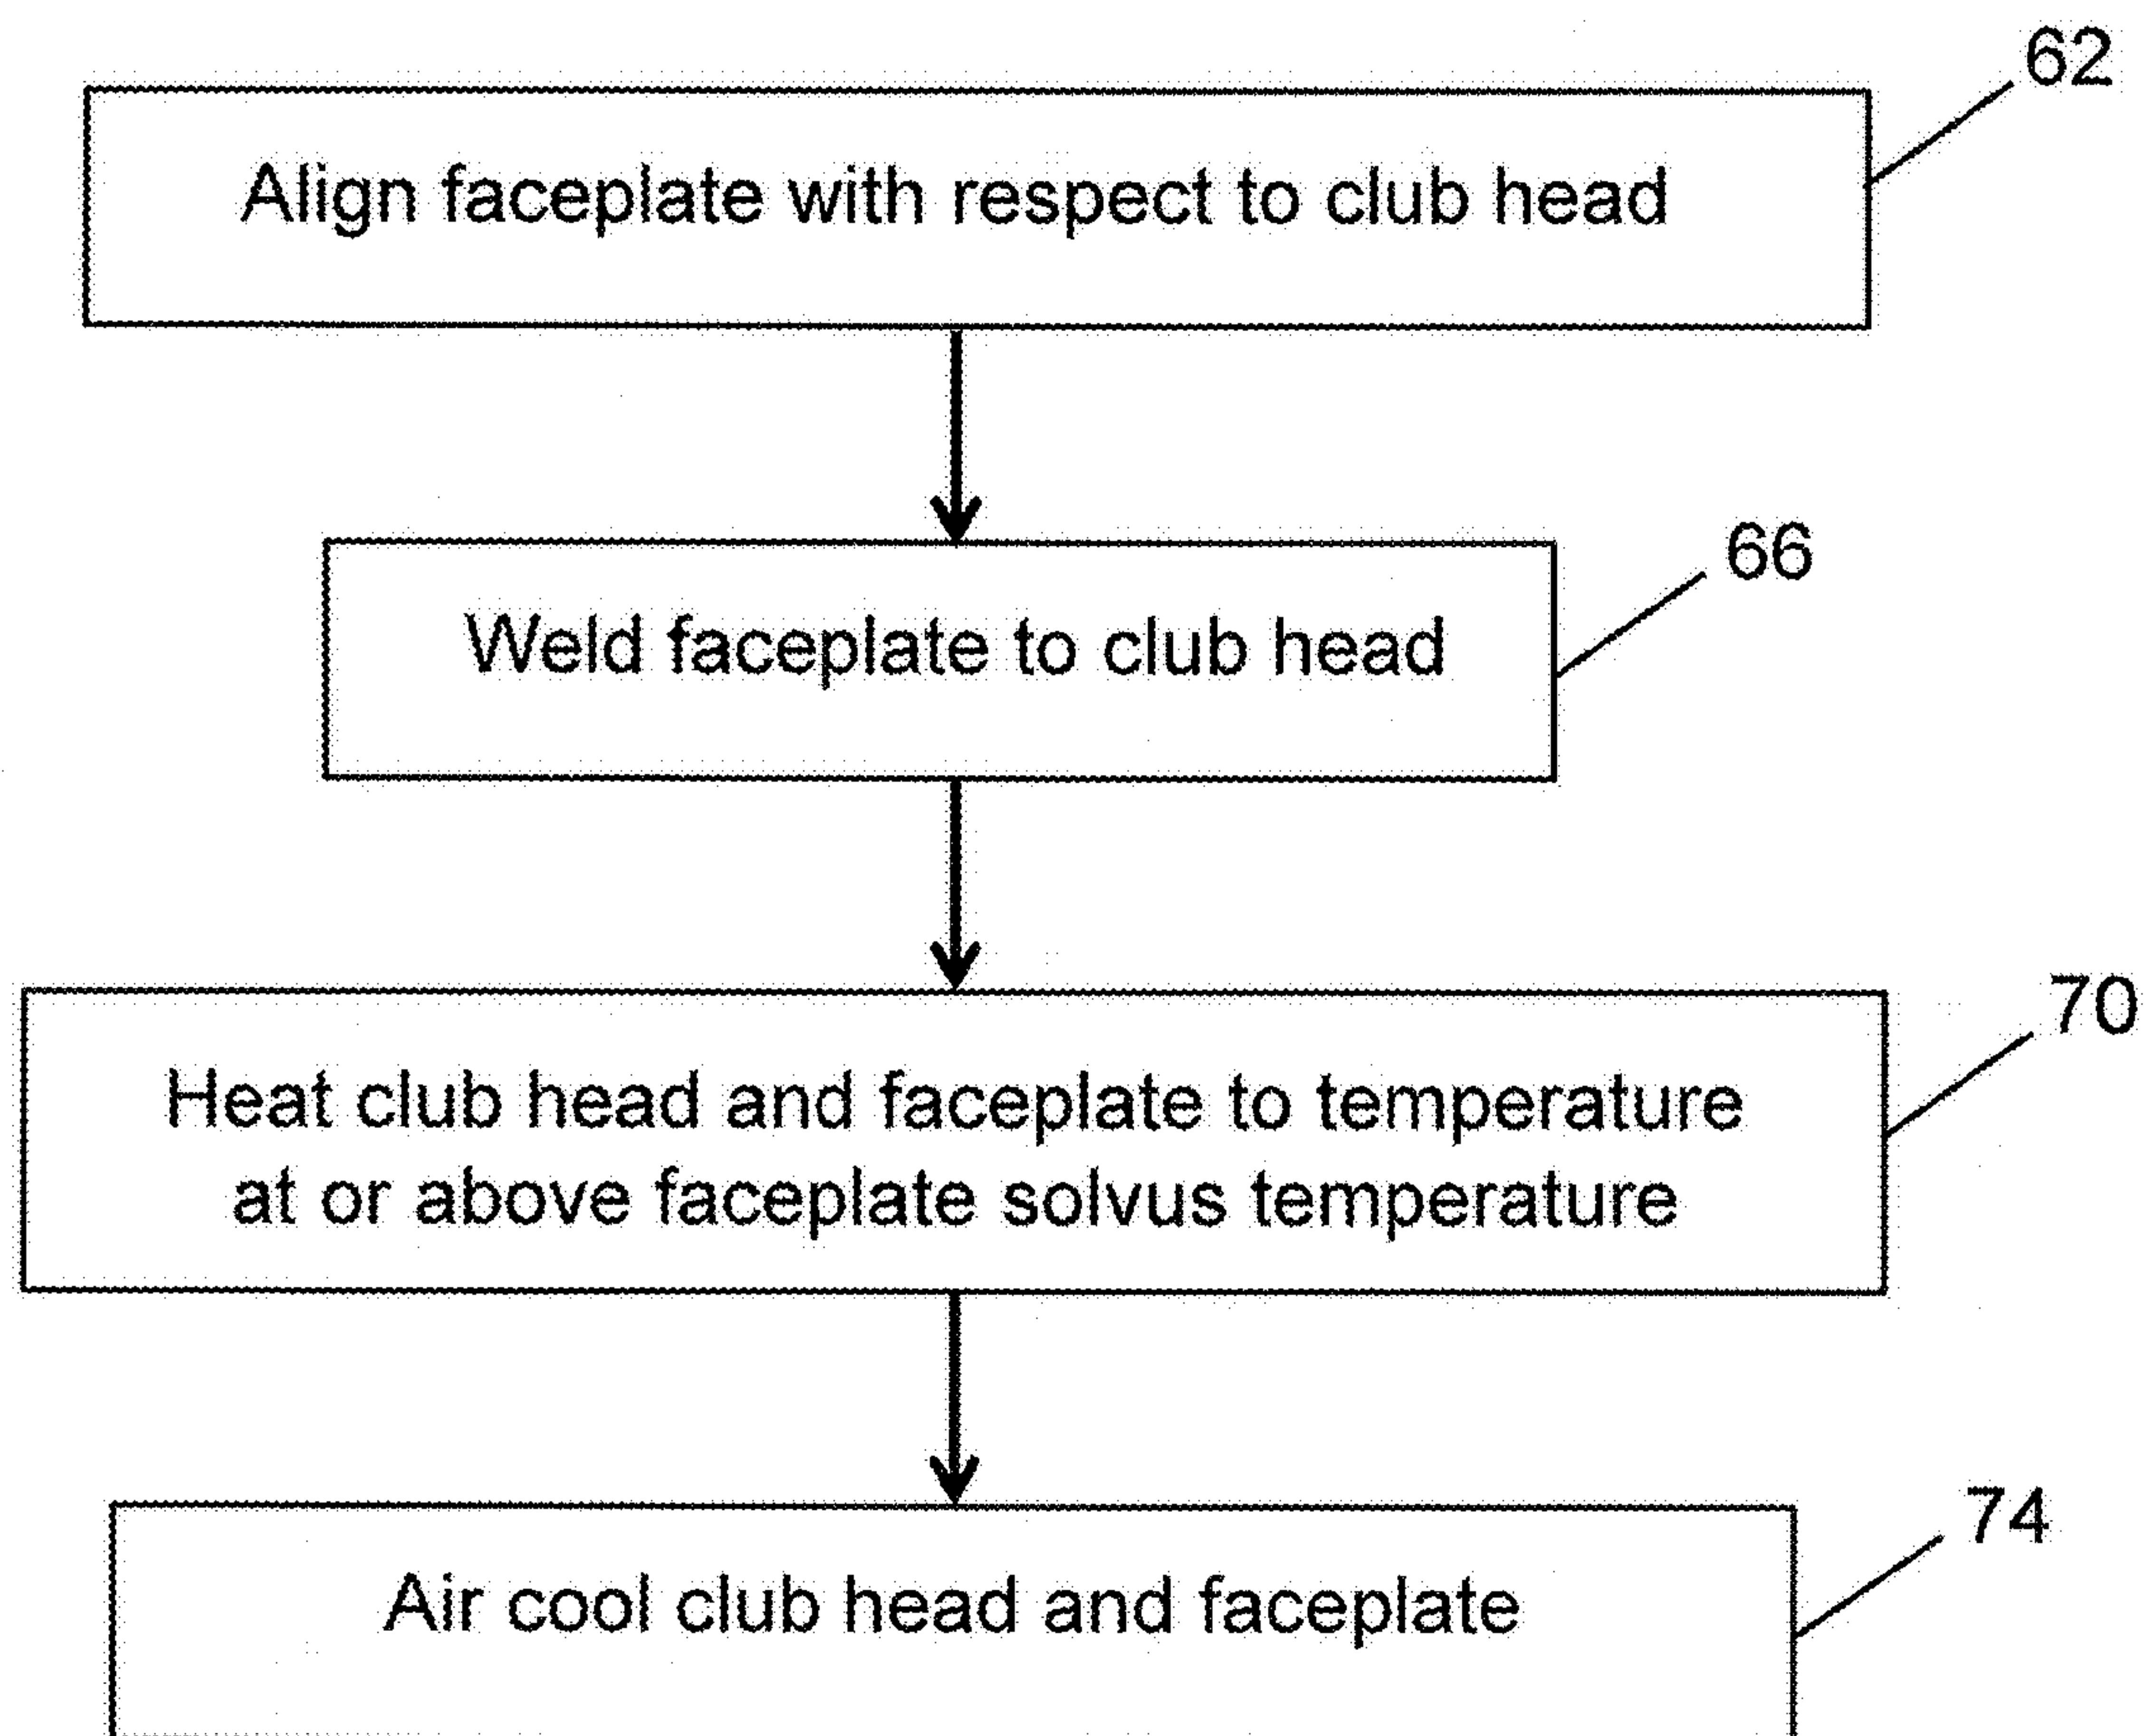 62
Align faceplate with respect to club head
66
Weld faceplate to club head
70
Heat club head and faceplate to temperature
at or above faceplate solvus temperature
74
Air cool club head and faceplate